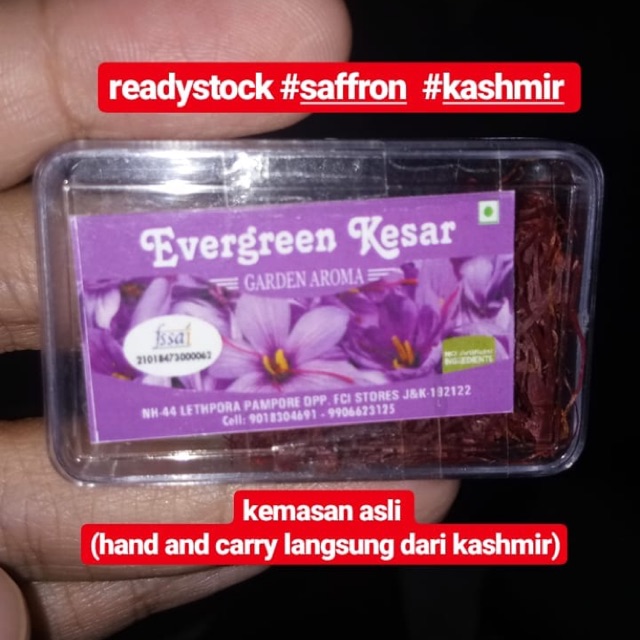 readystock #saffron #kashmir
Evergreen Kesar
GARDEN AROMA
fssai
21018473000062
INGREDIENTS
NH-44 LETHPORA PAMPORE OPP. FCI STORES J&K-192122
Cell: 9018304691 - 9906623125
kemasan asli
(hand and carry langsung dari kashmir)